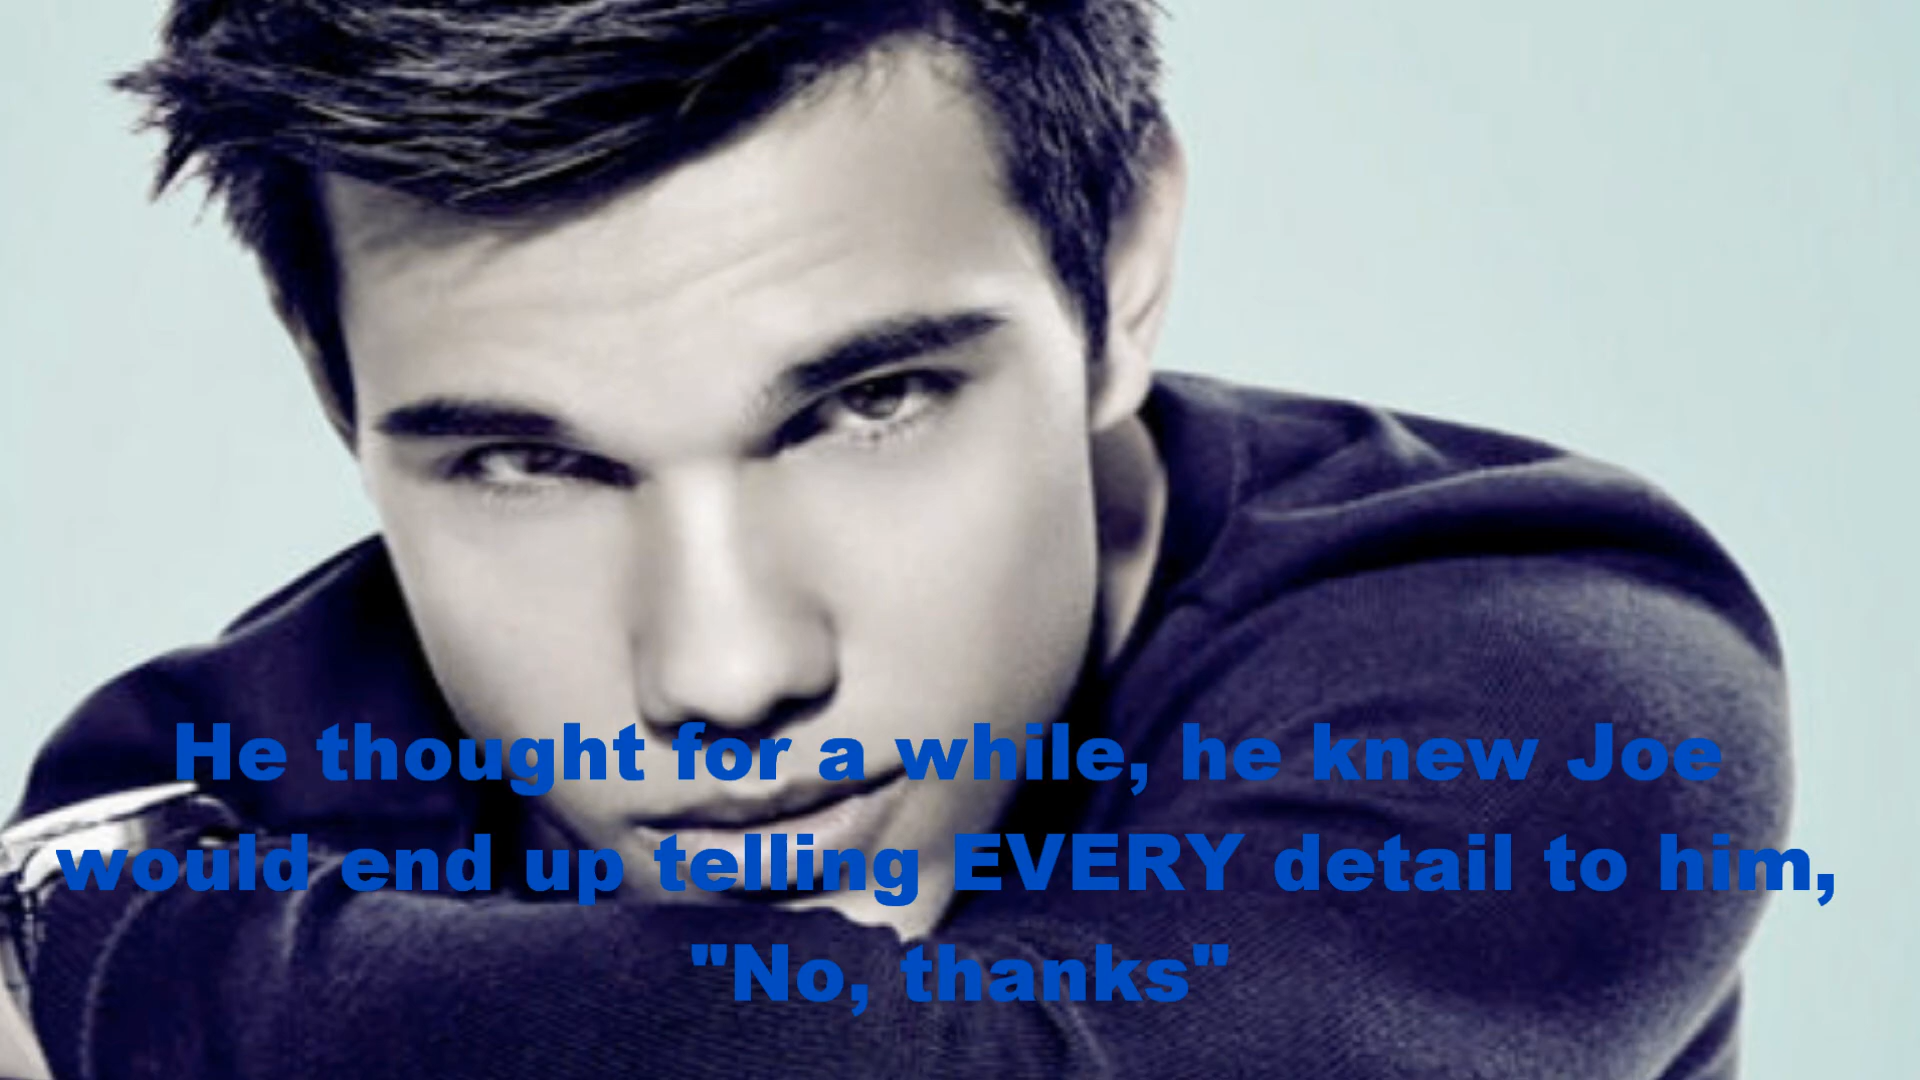 He thought for a while, he knew Joe
would end up telling EVERY detail to him,
"No, thanks"